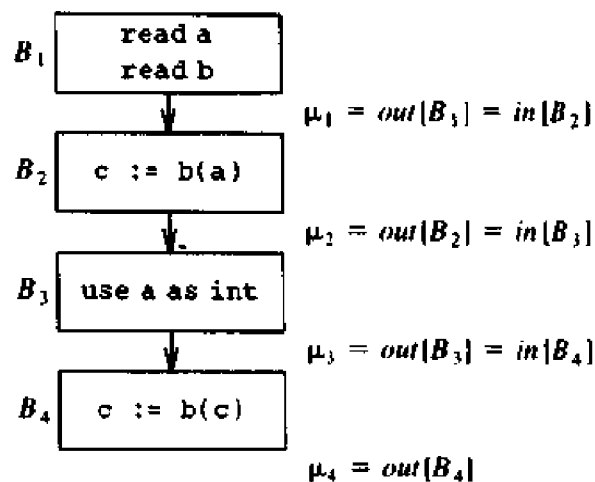 B₁
read a
read b
μ₁ = out[B₁] = in[B₂]
B₂
c := b(a)
μ₂ = out[B₂] = in[B₃]
B₃
use a as int
μ₃ = out[B₃] = in[B₄]
B₄
c := b(c)
μ₄ = out[B₄]